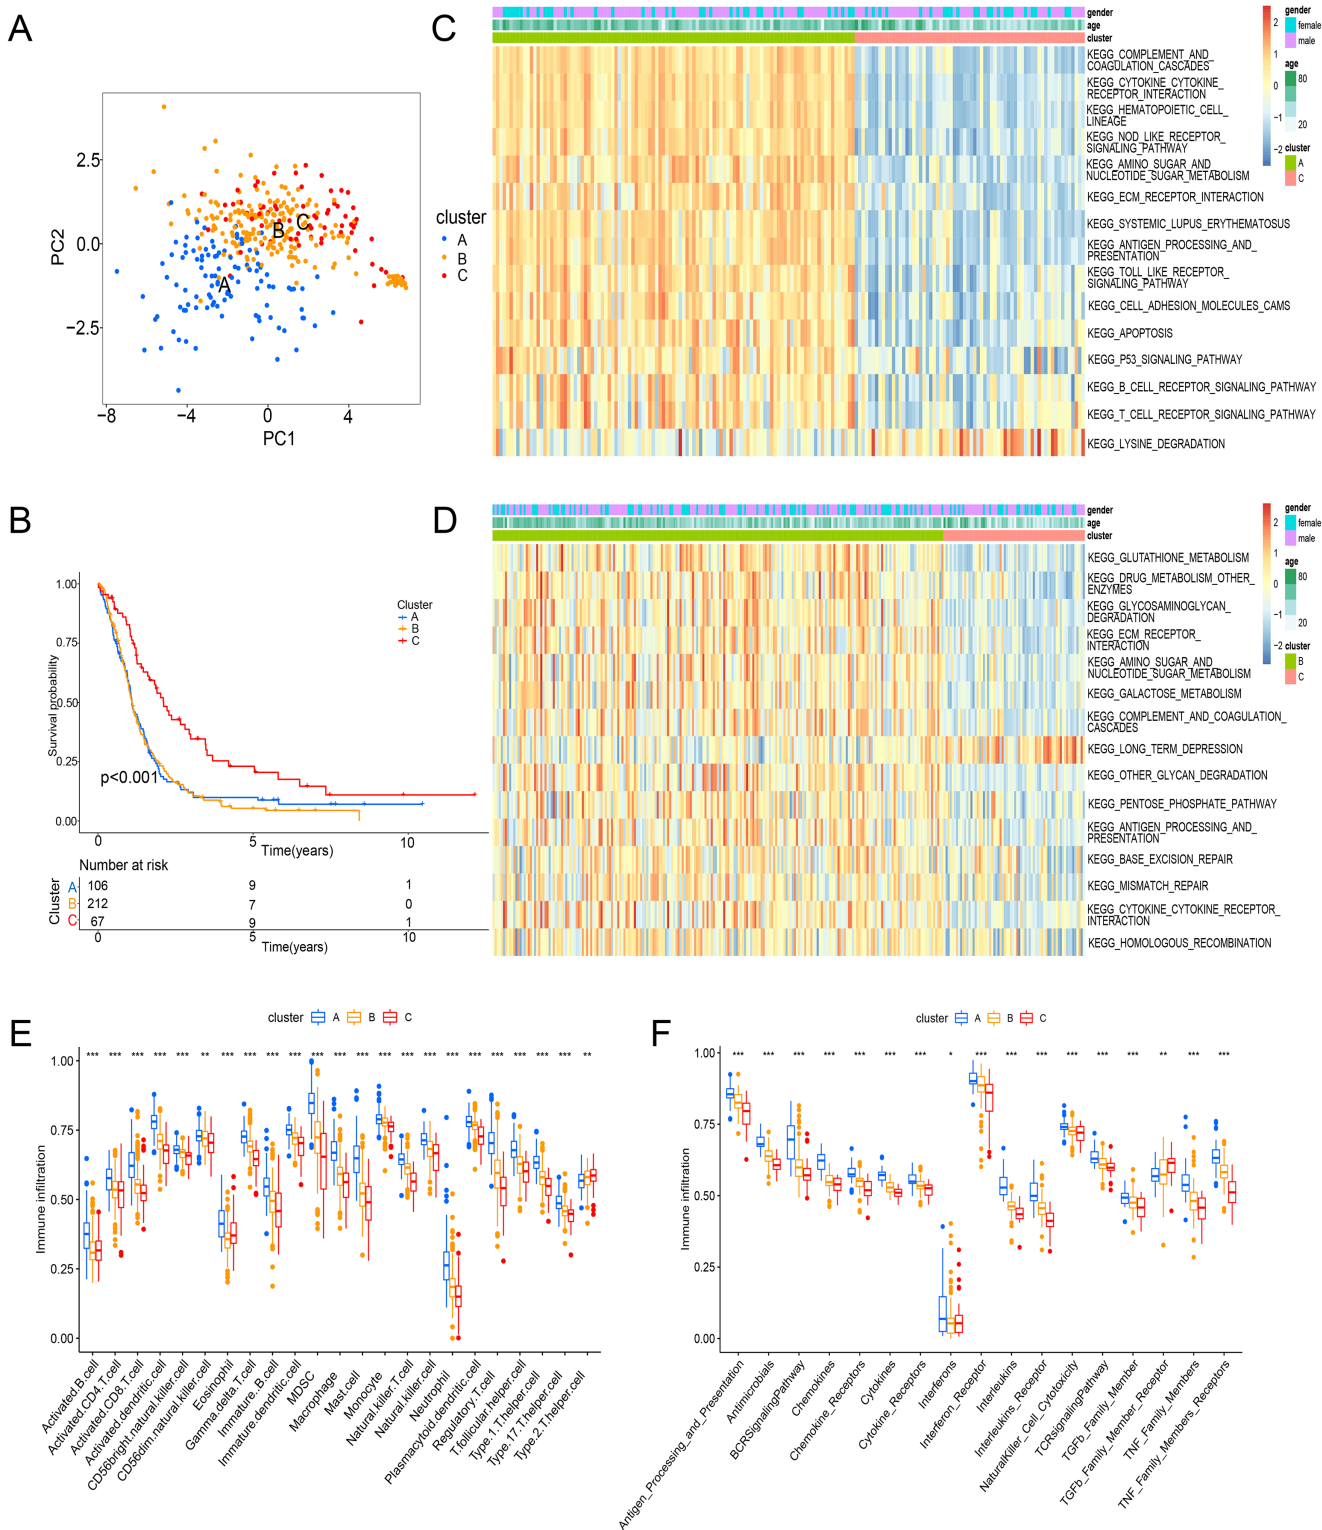 A
2.5
0.0
−2.5
−8
−4
0
4
PC1
PC2
A
B
C
cluster
A
B
C
C
gender
age
cluster
KEGG_COMPLEMENT_AND_
COAGULATION_CASCADES
KEGG_CYTOKINE_CYTOKINE_
RECEPTOR_INTERACTION
KEGG_HEMATOPOIETIC_CELL_
LINEAGE
KEGG_NOD_LIKE_RECEPTOR_
SIGNALING_PATHWAY
KEGG_AMINO_SUGAR_AND_
NUCLEOTIDE_SUGAR_METABOLISM
KEGG_ECM_RECEPTOR_INTERACTION
KEGG_SYSTEMIC_LUPUS_ERYTHEMATOSUS
KEGG_ANTIGEN_PROCESSING_AND_
PRESENTATION
KEGG_TOLL_LIKE_RECEPTOR_
SIGNALING_PATHWAY
KEGG_CELL_ADHESION_MOLECULES_CAMS
KEGG_APOPTOSIS
KEGG_P53_SIGNALING_PATHWAY
KEGG_B_CELL_RECEPTOR_SIGNALING_PATHWAY
KEGG_T_CELL_RECEPTOR_SIGNALING_PATHWAY
KEGG_LYSINE_DEGRADATION
2
1
0
−1
−2
gender
female
male
age
80
20
cluster
A
C
B
1.00
0.75
0.50
0.25
0.00
Survival probability
p<0.001
Cluster
A
B
C
0
5
10
Time(years)
Number at risk
Cluster
A 106 9 1
B 212 7 0
C 67 9 1
0
5
10
Time(years)
D
gender
age
cluster
KEGG_GLUTATHIONE_METABOLISM
KEGG_DRUG_METABOLISM_OTHER_
ENZYMES
KEGG_GLYCOSAMINOGLYCAN_
DEGRADATION
KEGG_ECM_RECEPTOR_
INTERACTION
KEGG_AMINO_SUGAR_AND_
NUCLEOTIDE_SUGAR_METABOLISM
KEGG_GALACTOSE_METABOLISM
KEGG_COMPLEMENT_AND_COAGULATION_
CASCADES
KEGG_LONG_TERM_DEPRESSION
KEGG_OTHER_GLYCAN_DEGRADATION
KEGG_PENTOSE_PHOSPHATE_PATHWAY
KEGG_ANTIGEN_PROCESSING_AND_
PRESENTATION
KEGG_BASE_EXCISION_REPAIR
KEGG_MISMATCH_REPAIR
KEGG_CYTOKINE_CYTOKINE_RECEPTOR_
INTERACTION
KEGG_HOMOLOGOUS_RECOMBINATION
2
1
0
−1
−2
gender
female
male
age
80
20
cluster
B
C
E
cluster A B C
*** *** *** *** *** ** *** *** *** *** *** *** *** *** *** *** *** *** *** *** *** *** **
1.00
0.75
0.50
0.25
0.00
Immune infiltration
Activated.B.cell
Activated.CD4.T.cell
Activated.CD8.T.cell
Activated.dendritic.cell
CD56bright.natural.killer.cell
CD56dim.natural.killer.cell
Eosinophil
Gamma.delta.T.cell
Immature..B.cell
Immature.dendritic.cell
MDSC
Macrophage
Mast.cell
Monocyte
Natural.killer.T.cell
Natural.killer.cell
Neutrophil
Plasmacytoid.dendritic.cell
Regulatory.T.cell
T.follicular.helper.cell
Type.1.T.helper.cell
Type.17.T.helper.cell
Type.2.T.helper.cell
F
cluster A B C
*** *** *** *** *** *** *** * *** *** *** *** *** *** ** *** ***
1.00
0.75
0.50
0.25
0.00
Immune infiltration
Antigen_Processing_and_Presentation
Antimicrobials
BCRSignalingPathway
Chemokines
Chemokine_Receptors
Cytokines
Cytokine_Receptors
Interferons
Interferon_Receptor
Interleukins
Interleukins_Receptor
NaturalKiller_Cell_Cytotoxicity
TCRsignalingPathway
TGFb_Family_Member
TGFb_Family_Member_Receptor
TNF_Family_Members
TNF_Family_Members_Receptors